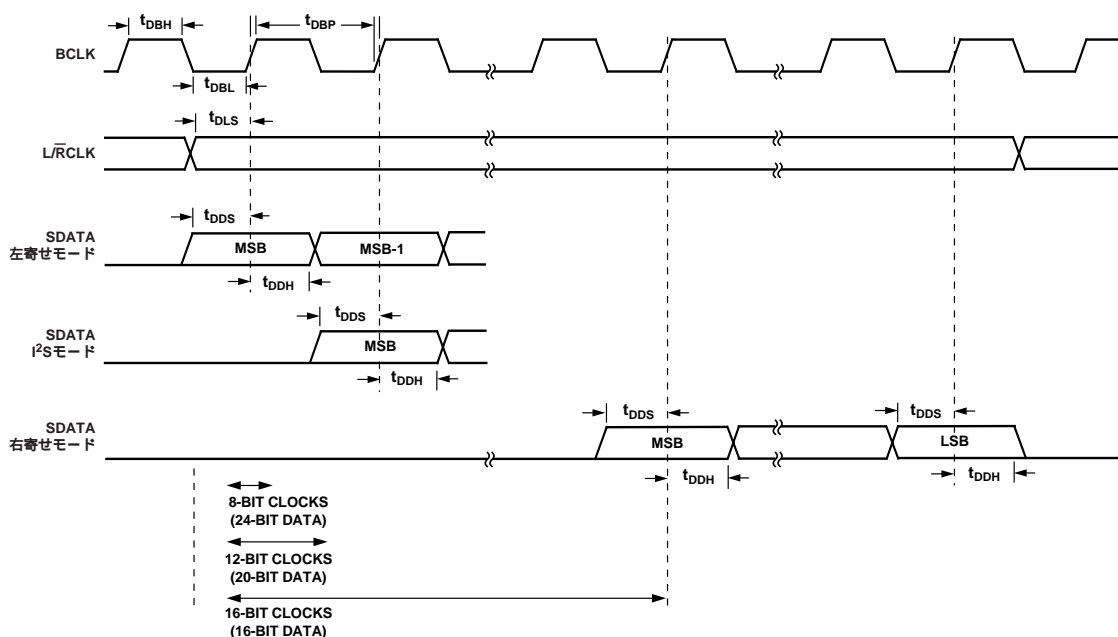 tDBH
tDBP
BCLK
tDBL
tDLS
L/R̅CLK
tDDS
SDATA
左寄せモード
MSB
MSB-1
tDDH
tDDS
SDATA
I²Sモード
MSB
tDDH
SDATA
右寄せモード
tDDS
tDDS
MSB
LSB
tDDH
tDDH
8-BIT CLOCKS
(24-BIT DATA)
12-BIT CLOCKS
(20-BIT DATA)
16-BIT CLOCKS
(16-BIT DATA)